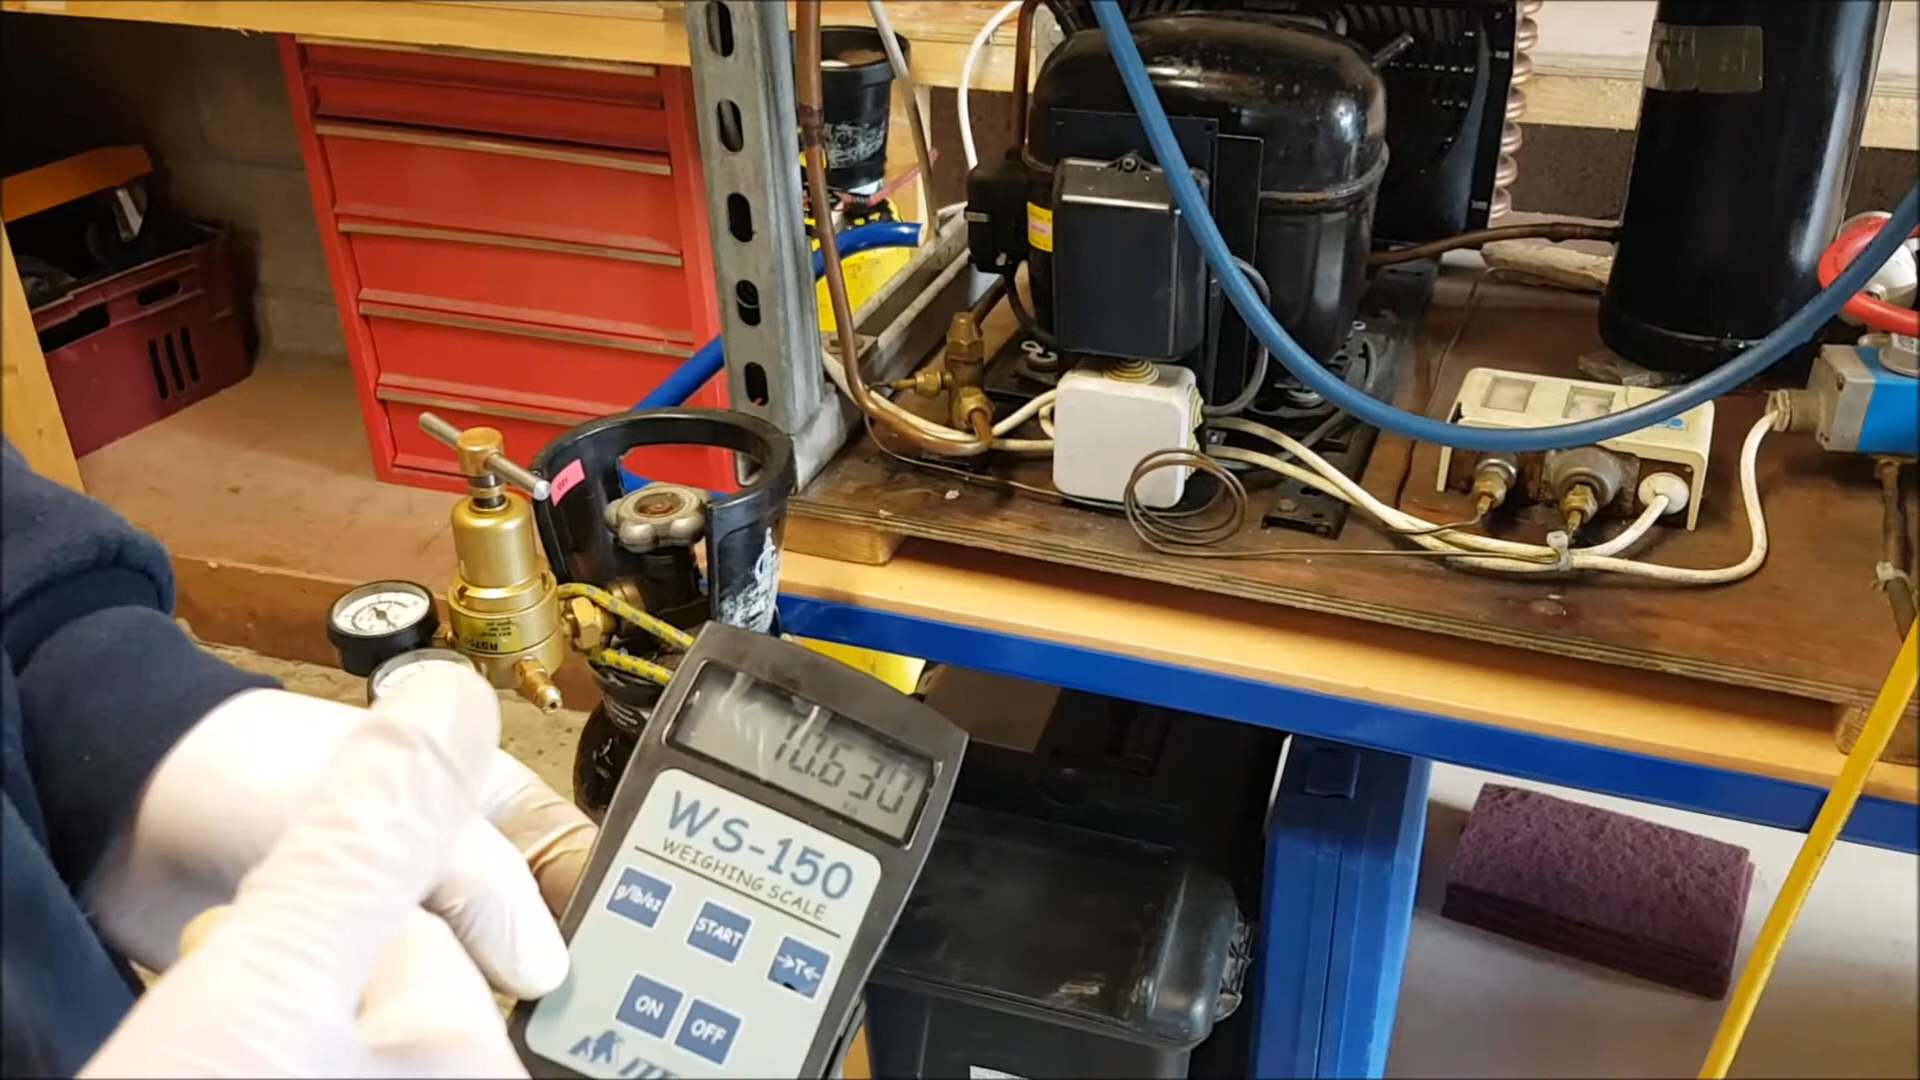 10.630
WS-150
WEIGHING SCALE
g/lb/oz
START
→T←
ON
OFF